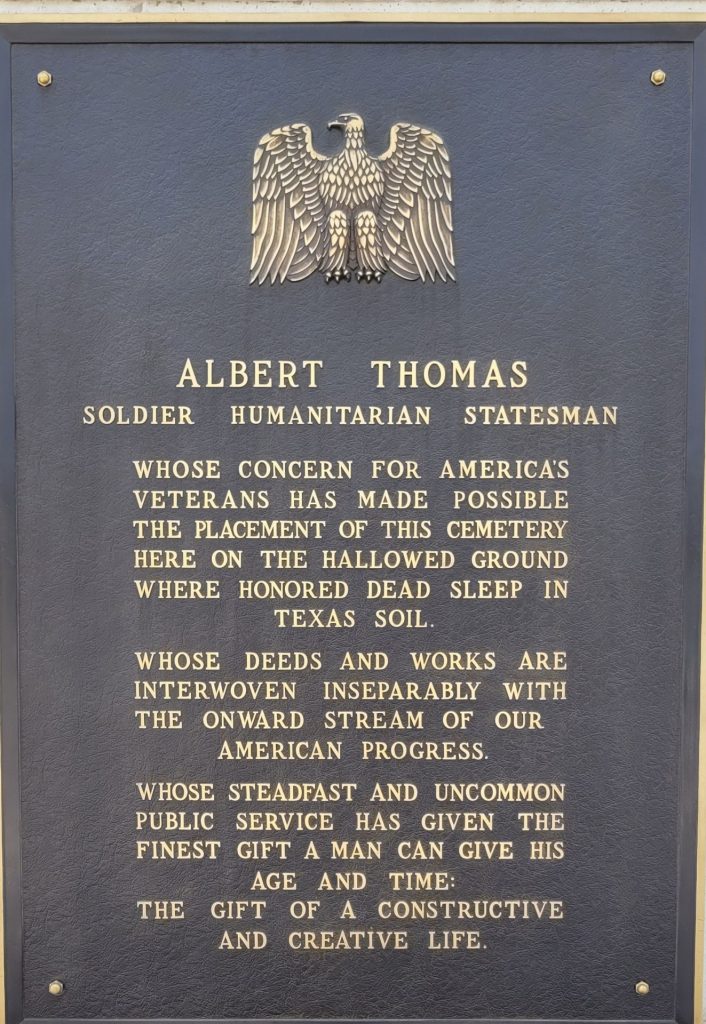 ALBERT THOMAS
SOLDIER HUMANITARIAN STATESMAN
WHOSE CONCERN FOR AMERICA'S
VETERANS HAS MADE POSSIBLE
THE PLACEMENT OF THIS CEMETERY
HERE ON THE HALLOWED GROUND
WHERE HONORED DEAD SLEEP IN
TEXAS SOIL.
WHOSE DEEDS AND WORKS ARE
INTERWOVEN INSEPARABLY WITH
THE ONWARD STREAM OF OUR
AMERICAN PROGRESS.
WHOSE STEADFAST AND UNCOMMON
PUBLIC SERVICE HAS GIVEN THE
FINEST GIFT A MAN CAN GIVE HIS
AGE AND TIME:
THE GIFT OF A CONSTRUCTIVE
AND CREATIVE LIFE.